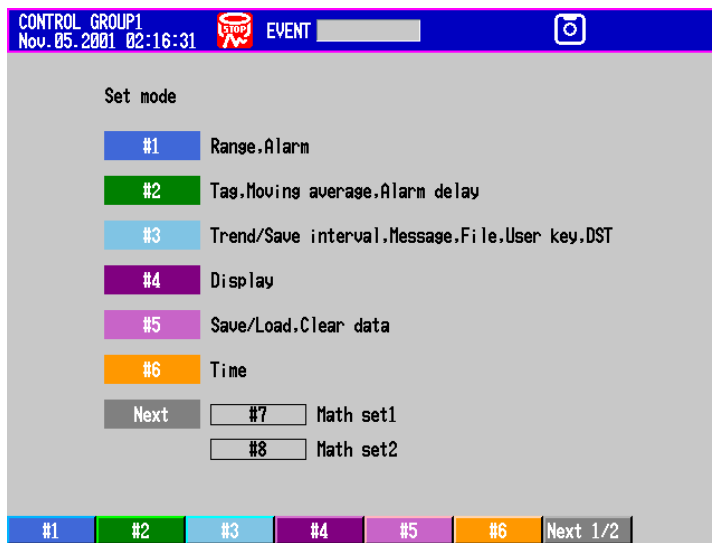 CONTROL GROUP1
Nov.05.2001 02:16:31
STOP
EVENT
Set mode
#1 Range,Alarm
#2 Tag,Moving average,Alarm delay
#3 Trend/Save interval,Message,File,User key,DST
#4 Display
#5 Save/Load,Clear data
#6 Time
Next #7 Math set1
#8 Math set2
#1 #2 #3 #4 #5 #6 Next 1/2